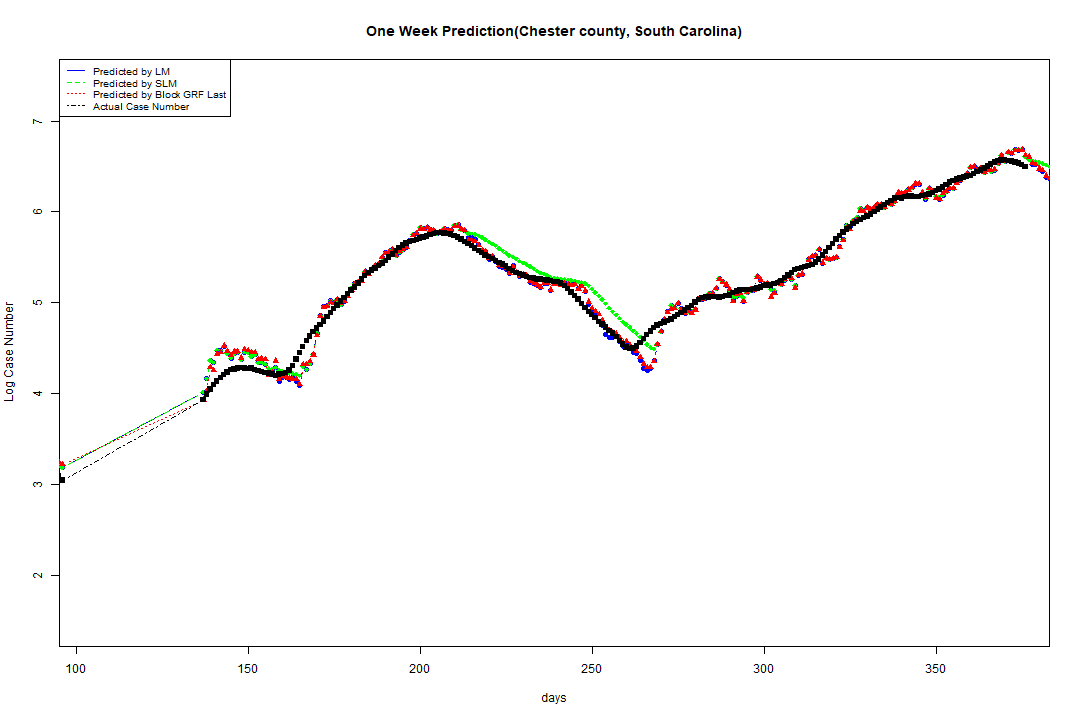 One Week Prediction(Chester county, South Carolina)
Predicted by LM
Predicted by SLM
Predicted by Block GRF Last
Actual Case Number
7
6
5
4
3
2
Log Case Number
100 150 200 250 300 350
days